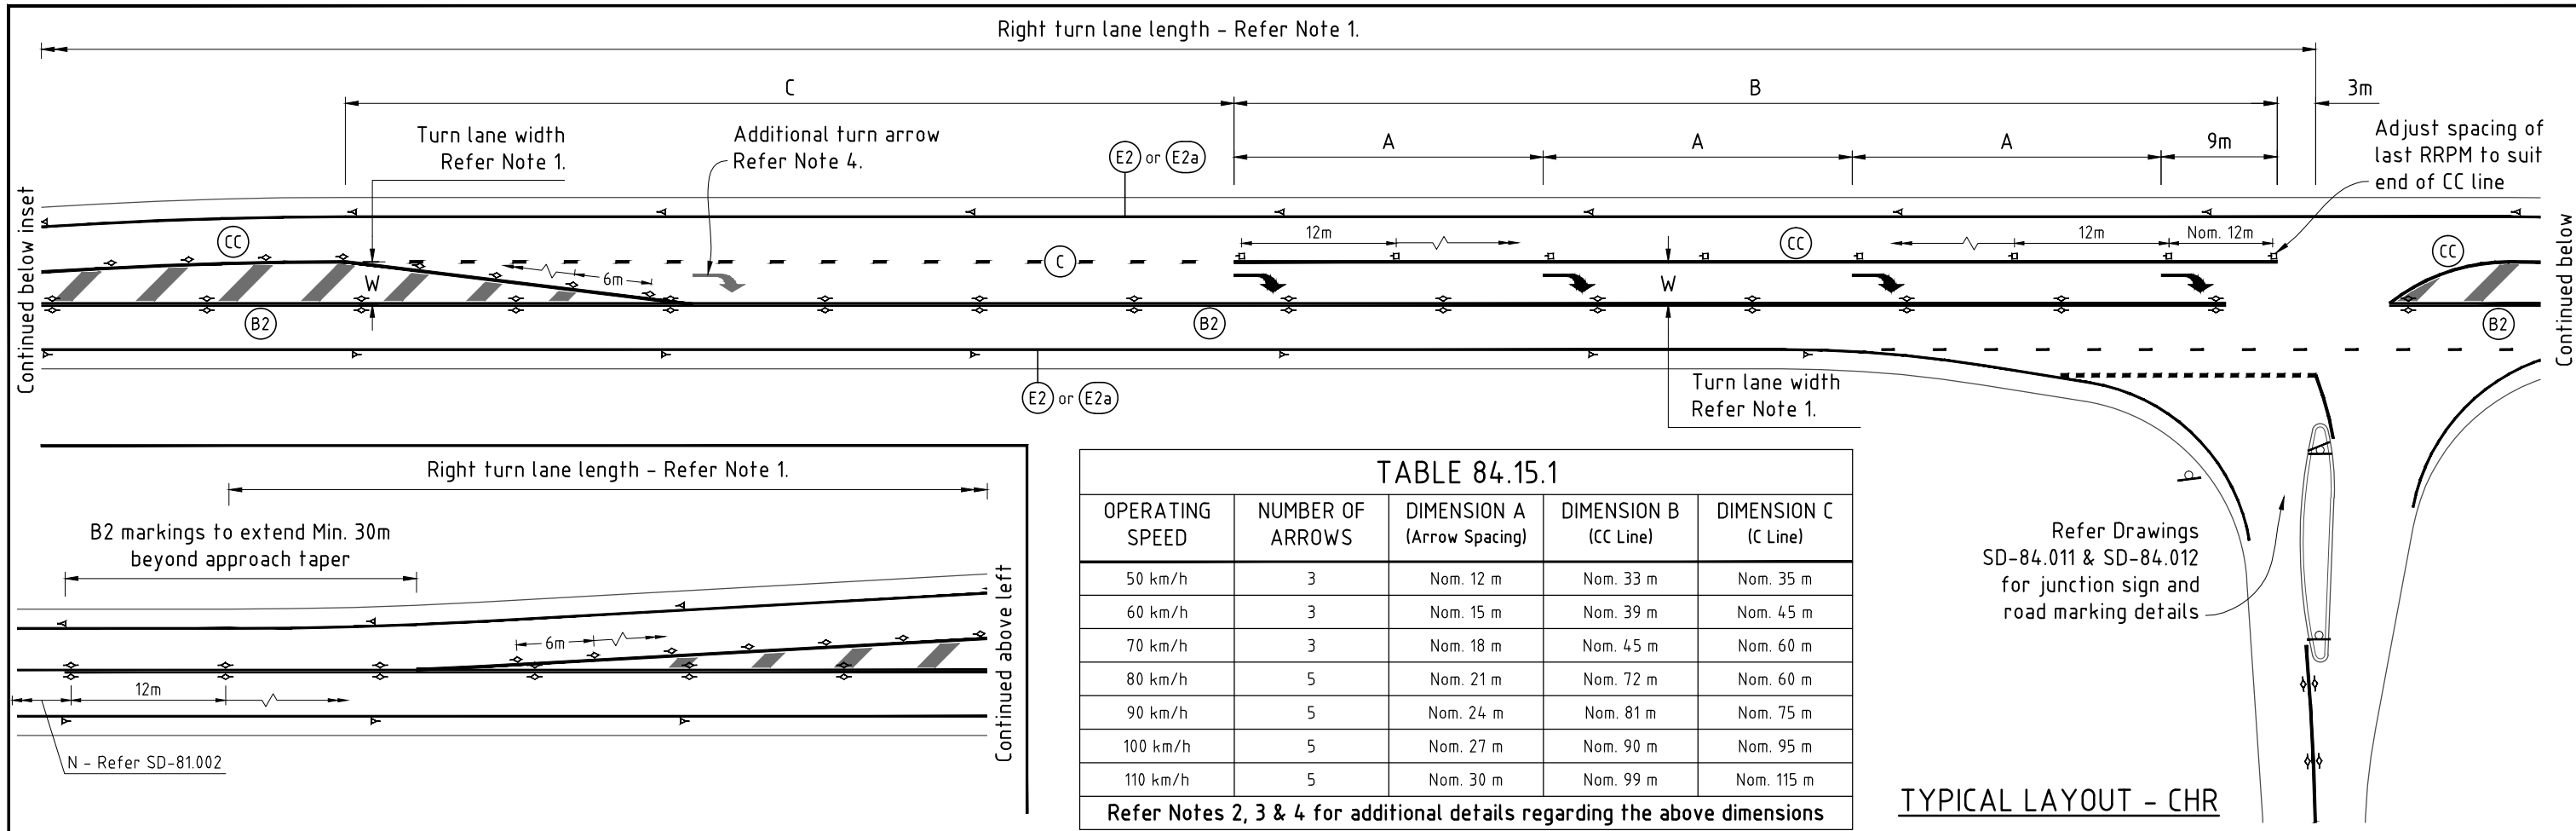 Right turn lane length - Refer Note 1.
C
B
3m
Turn lane width
Refer Note 1.
Additional turn arrow
Refer Note 4.
E2 or E2a
A
A
A
9m
Adjust spacing of
last RRPM to suit
end of CC line
Continued below inset
CC
12m
CC
12m
Nom. 12m
CC
Continued below
C
6m
W
W
B2
B2
B2
E2 or E2a
Turn lane width
Refer Note 1.
Right turn lane length - Refer Note 1.
B2 markings to extend Min. 30m
beyond approach taper
6m
12m
N - Refer SD-81.002
Continued above left
TABLE 84.15.1
OPERATING SPEED NUMBER OF ARROWS DIMENSION A (Arrow Spacing) DIMENSION B (CC Line) DIMENSION C (C Line)
50 km/h 3 Nom. 12 m Nom. 33 m Nom. 35 m
60 km/h 3 Nom. 15 m Nom. 39 m Nom. 45 m
70 km/h 3 Nom. 18 m Nom. 45 m Nom. 60 m
80 km/h 5 Nom. 21 m Nom. 72 m Nom. 60 m
90 km/h 5 Nom. 24 m Nom. 81 m Nom. 75 m
100 km/h 5 Nom. 27 m Nom. 90 m Nom. 95 m
110 km/h 5 Nom. 30 m Nom. 99 m Nom. 115 m
Refer Notes 2, 3 & 4 for additional details regarding the above dimensions
Refer Drawings
SD-84.011 & SD-84.012
for junction sign and
road marking details
TYPICAL LAYOUT - CHR